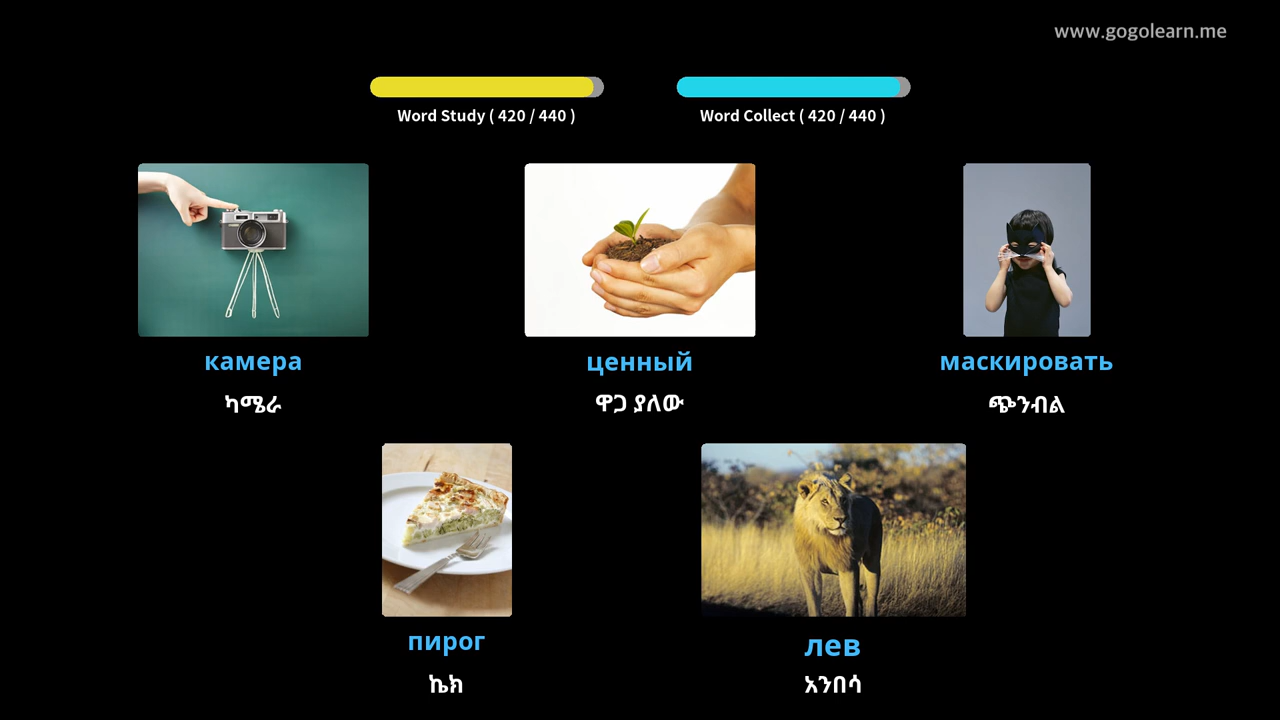 www.gogolearn.me
Word Study ( 420 / 440 )
Word Collect ( 420 / 440 )
камера
ценный
маскировать
ካሜራ
ዋጋ ያለው
ጭንብል
пирог
лев
ኬክ
አንበሳ